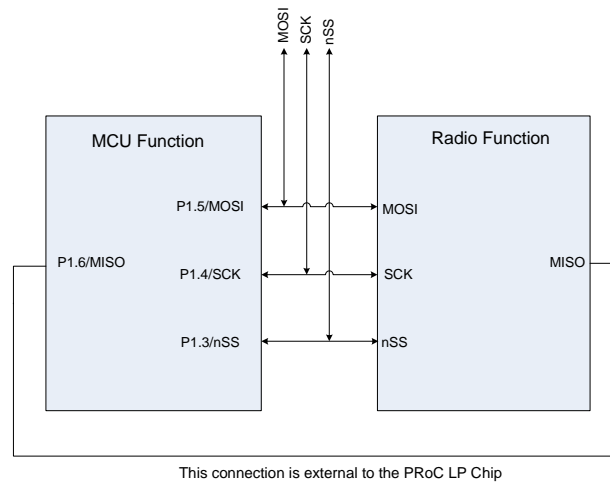 MOSI
SCK
nSS
MCU Function
Radio Function
P1.5/MOSI
MOSI
P1.6/MISO
P1.4/SCK
SCK
MISO
P1.3/nSS
nSS
This connection is external to the PRoC LP Chip